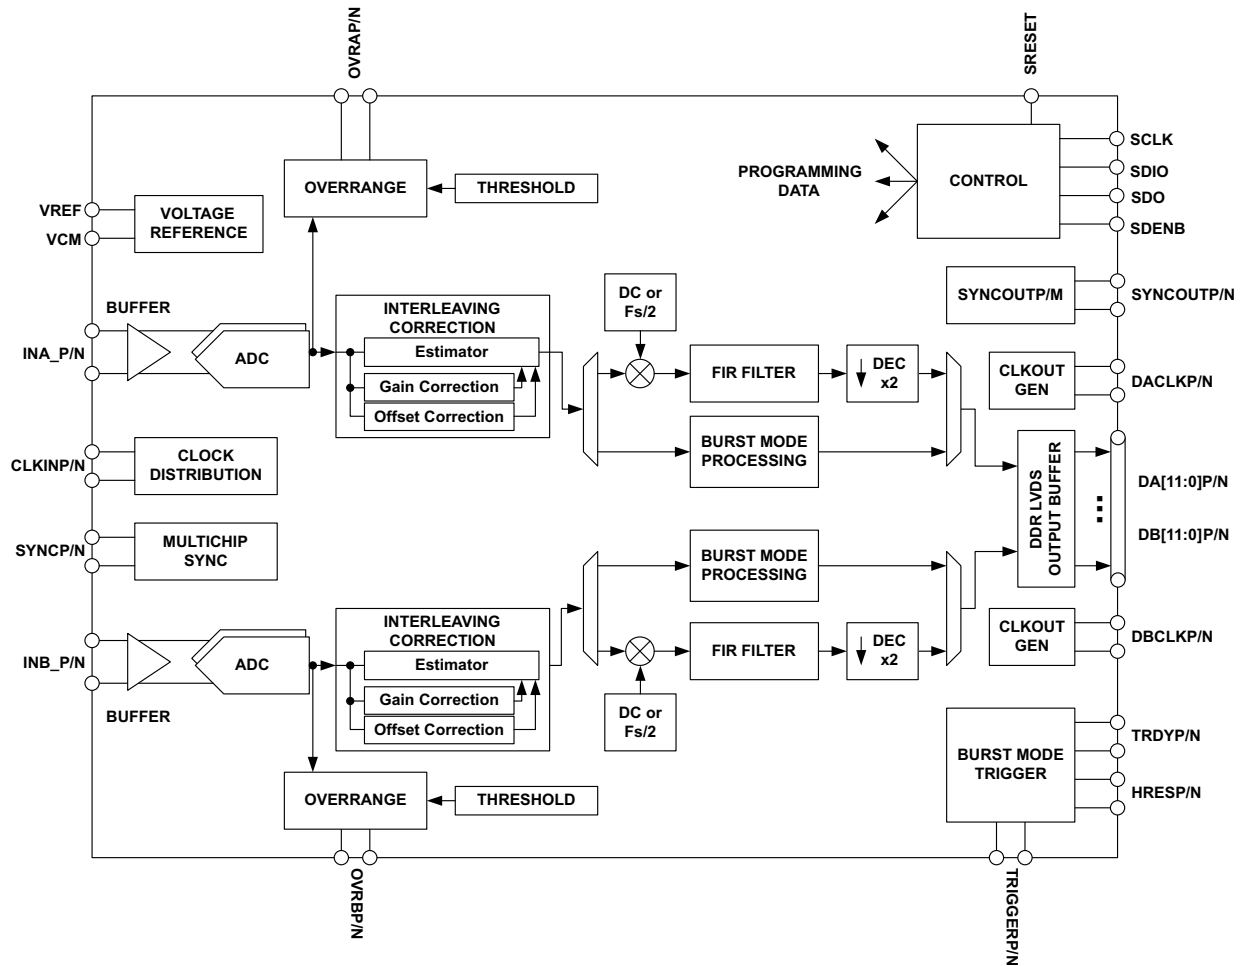 OVRAP/N
SRESET
OVERRANGE
THRESHOLD
PROGRAMMING
DATA
CONTROL
SCLK
SDIO
SDO
SDENB
VREF
VCM
VOLTAGE
REFERENCE
SYNCOUTP/M
SYNCOUTP/N
BUFFER
INA_P/N
ADC
INTERLEAVING
CORRECTION
Estimator
Gain Correction
Offset Correction
DC or
Fs/2
FIR FILTER
DEC
x2
BURST MODE
PROCESSING
CLKOUT
GEN
DACLKP/N
CLKINP/N
CLOCK
DISTRIBUTION
DDR LVDS
OUTPUT BUFFER
...
DA[11:0]P/N
DB[11:0]P/N
SYNCP/N
MULTICHIP
SYNC
BURST MODE
PROCESSING
INB_P/N
BUFFER
ADC
INTERLEAVING
CORRECTION
Estimator
Gain Correction
Offset Correction
FIR FILTER
DEC
x2
DC or
Fs/2
CLKOUT
GEN
DBCLKP/N
OVERRANGE
THRESHOLD
BURST MODE
TRIGGER
TRDYP/N
HRESP/N
OVRBP/N
TRIGGERP/N